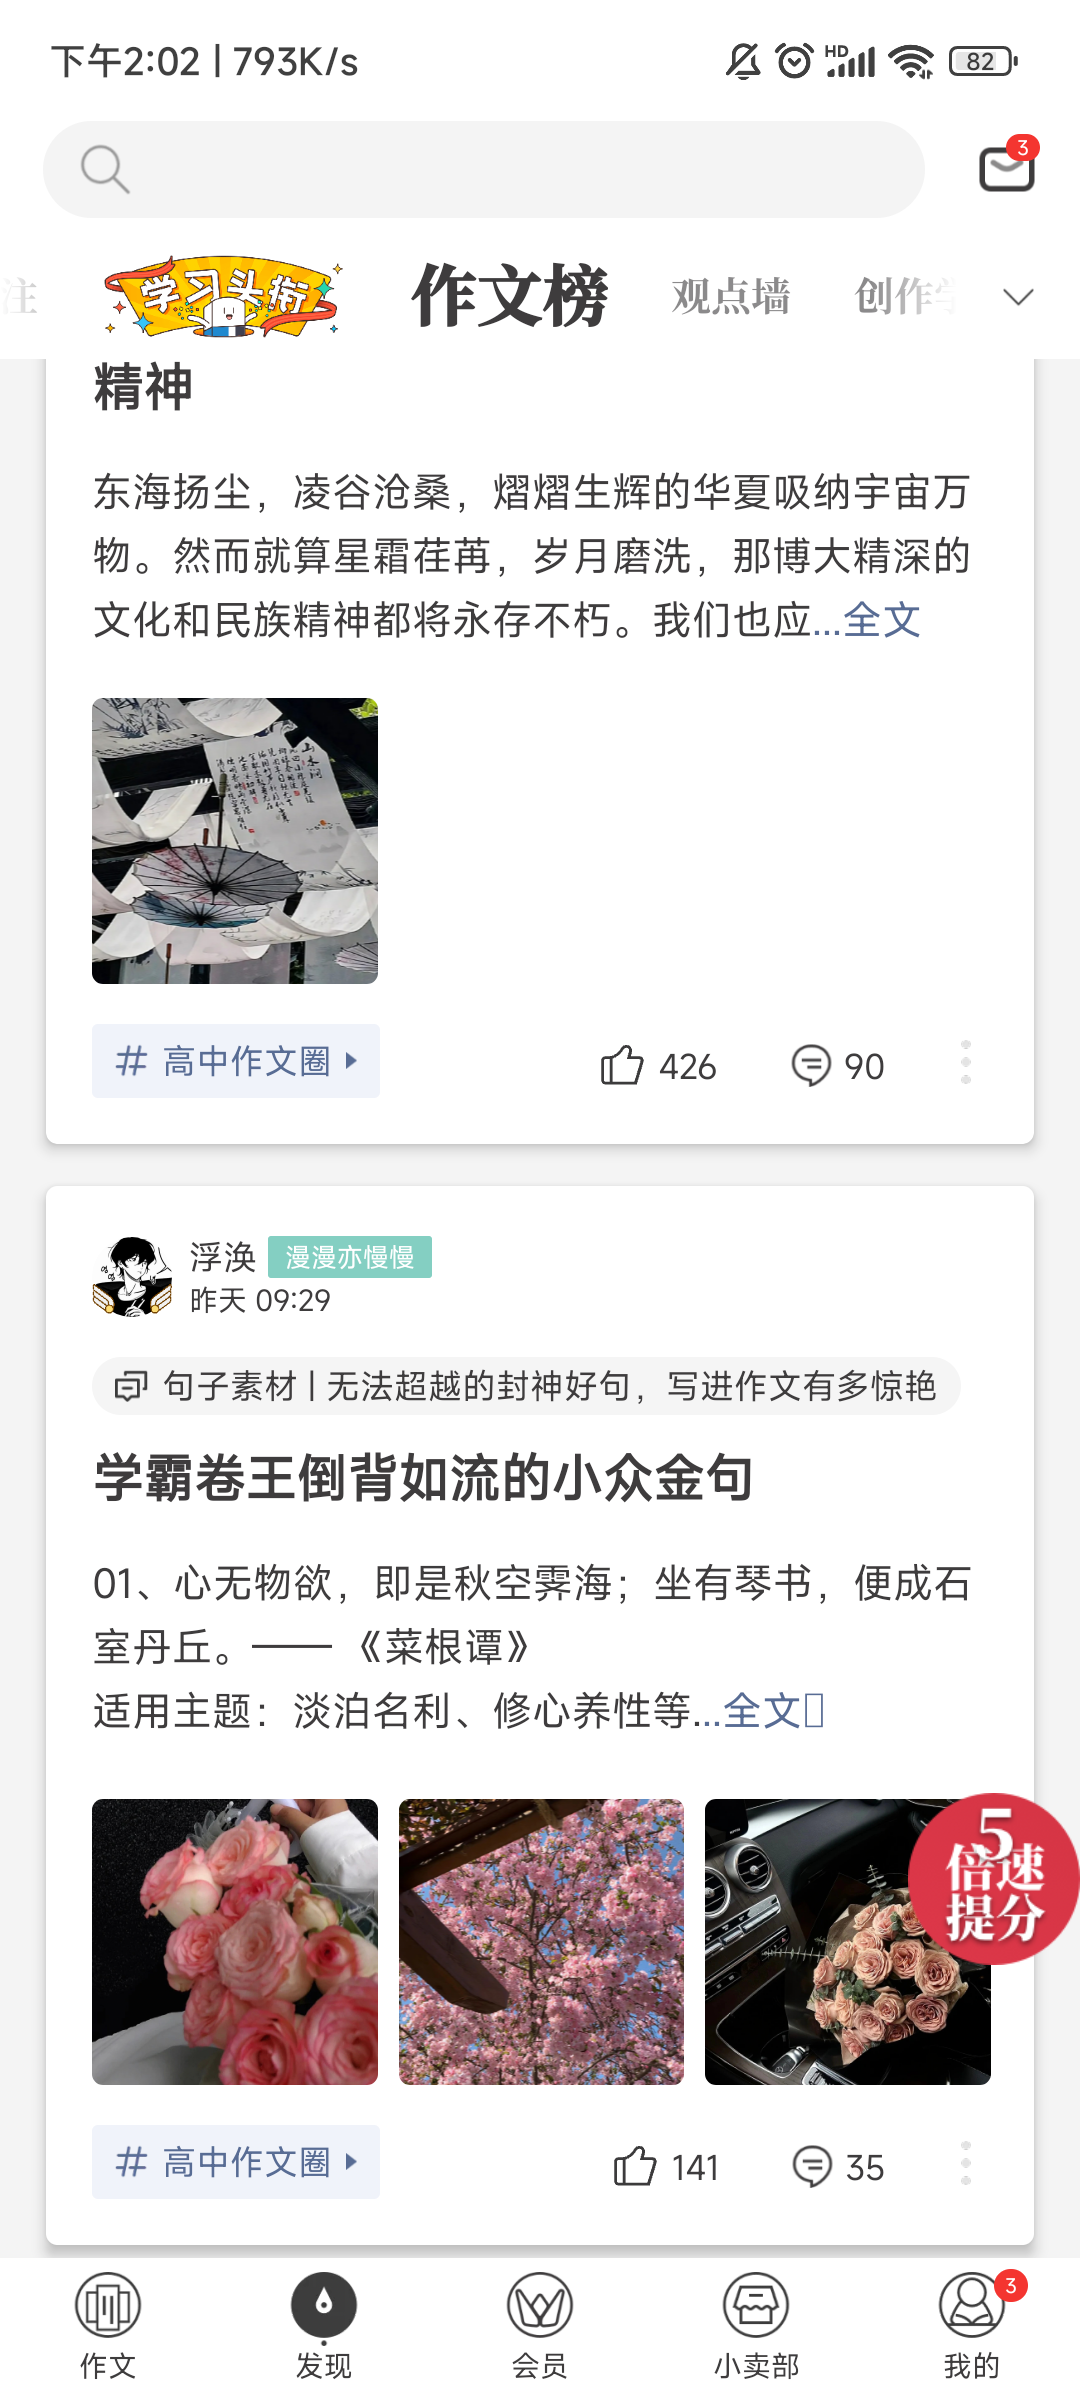 下午2:02 | 793K/s
HD
82
3
注
学习头衔
作文榜
观点墙
创作学
精神
东海扬尘，凌谷沧桑，熠熠生辉的华夏吸纳宇宙万
物。然而就算星霜荏苒，岁月磨洗，那博大精深的
文化和民族精神都将永存不朽。我们也应...全文
# 高中作文圈
426
90
浮涣 漫漫亦慢慢
昨天 09:29
句子素材 | 无法超越的封神好句，写进作文有多惊艳
学霸卷王倒背如流的小众金句
01、心无物欲，即是秋空霁海；坐有琴书，便成石
室丹丘。—— 《菜根谭》
适用主题：淡泊名利、修心养性等...全文
5
倍速
提分
# 高中作文圈
141
35
作文
发现
会员
小卖部
我的
3